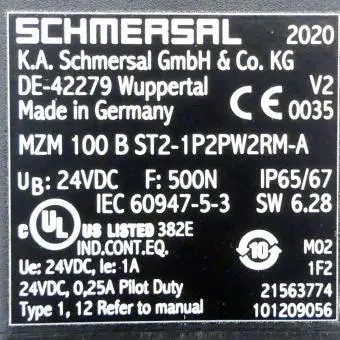 SCHMERSAL 2020
K.A. Schmersal GmbH & Co. KG
DE-42279 Wuppertal V2
Made in Germany CE 0035
MZM 100 B ST2-1P2PW2RM-A
UB: 24VDC F: 500N IP65/67
IEC 60947-5-3 SW 6.28
c UL US LISTED 382E
IND.CONT.EQ. 10 M02
Ue: 24VDC, Ie: 1A 1F2
24VDC, 0,25A Pilot Duty 21563774
Type 1, 12 Refer to manual 101209056